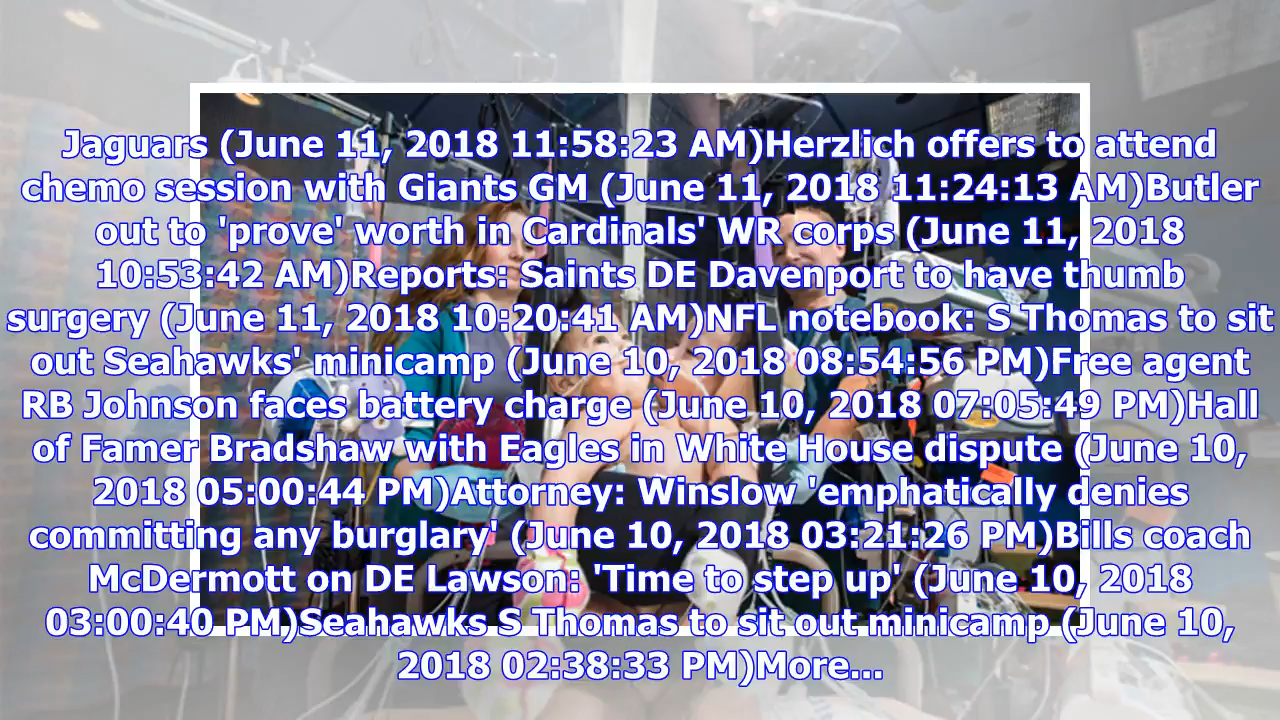 Jaguars (June 11, 2018 11:58:23 AM)Herzlich offers to attend
chemo session with Giants GM (June 11, 2018 11:24:13 AM)Butler
out to 'prove' worth in Cardinals' WR corps (June 11, 2018
10:53:42 AM)Reports: Saints DE Davenport to have thumb
surgery (June 11, 2018 10:20:41 AM)NFL notebook: S Thomas to sit
out Seahawks' minicamp (June 10, 2018 08:54:56 PM)Free agent
RB Johnson faces battery charge (June 10, 2018 07:05:49 PM)Hall
of Famer Bradshaw with Eagles in White House dispute (June 10,
2018 05:00:44 PM)Attorney: Winslow 'emphatically denies
committing any burglary' (June 10, 2018 03:21:26 PM)Bills coach
McDermott on DE Lawson: 'Time to step up' (June 10, 2018
03:00:40 PM)Seahawks S Thomas to sit out minicamp (June 10,
2018 02:38:33 PM)More...